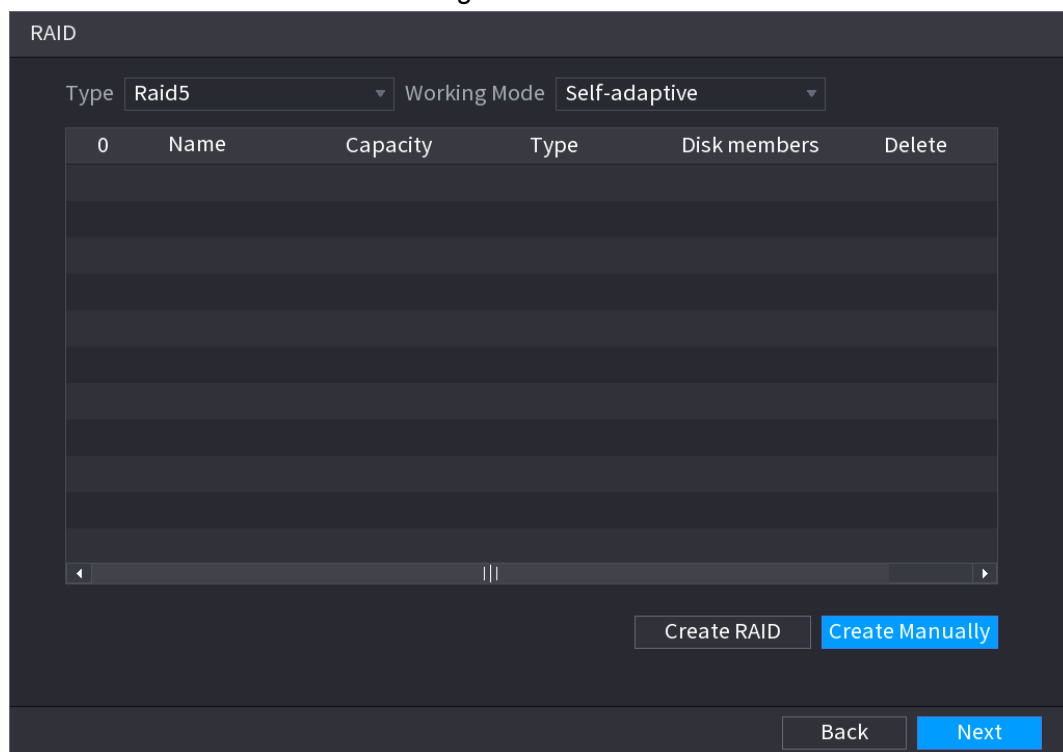 RAID
Type Raid5 Working Mode Self-adaptive
0 Name Capacity Type Disk members Delete
Create RAID Create Manually
Back Next